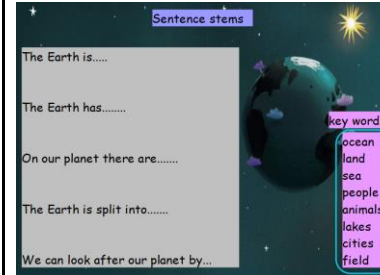 Sentence stems
The Earth is.....
The Earth has........
On our planet there are.......
The Earth is split into.......
We can look after our planet by...
key word
ocean
land
sea
people
animals
lakes
cities
field